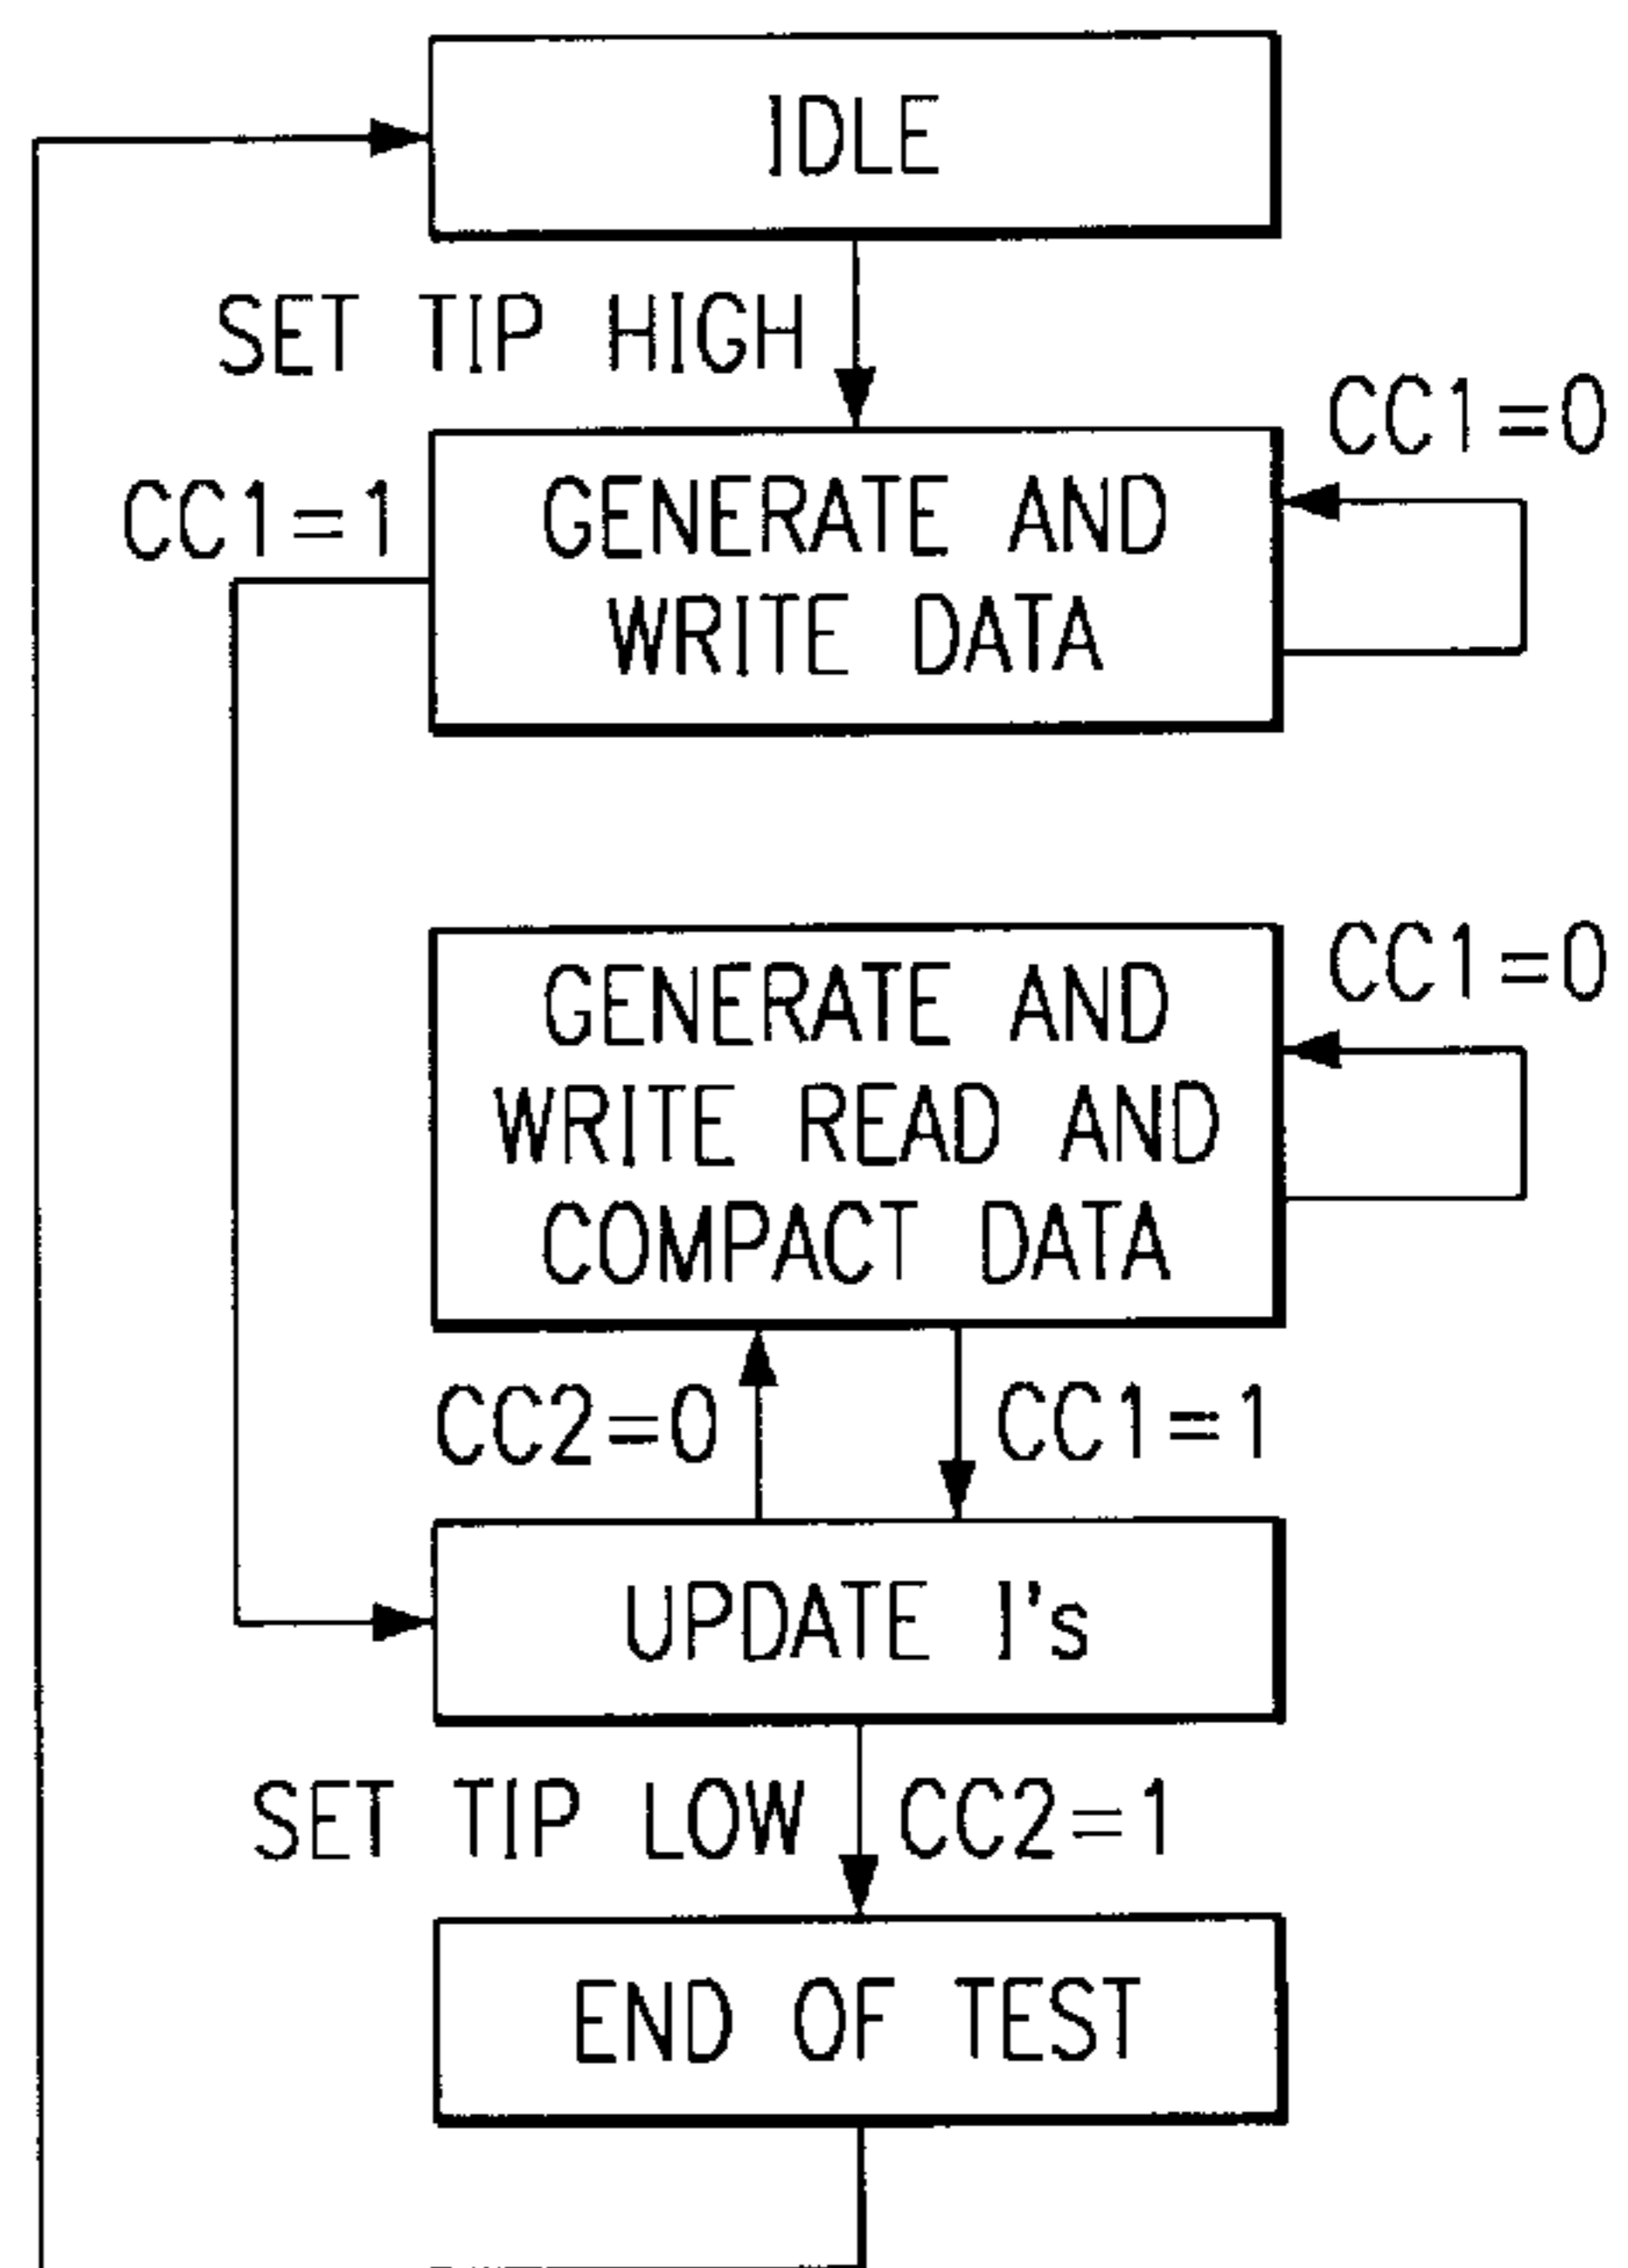 IDLE
SET TIP HIGH
CC1=0
CC1=1
GENERATE AND
WRITE DATA
CC1=0
GENERATE AND
WRITE READ AND
COMPACT DATA
CC2=0
CC1=1
UPDATE I's
SET TIP LOW
CC2=1
END OF TEST